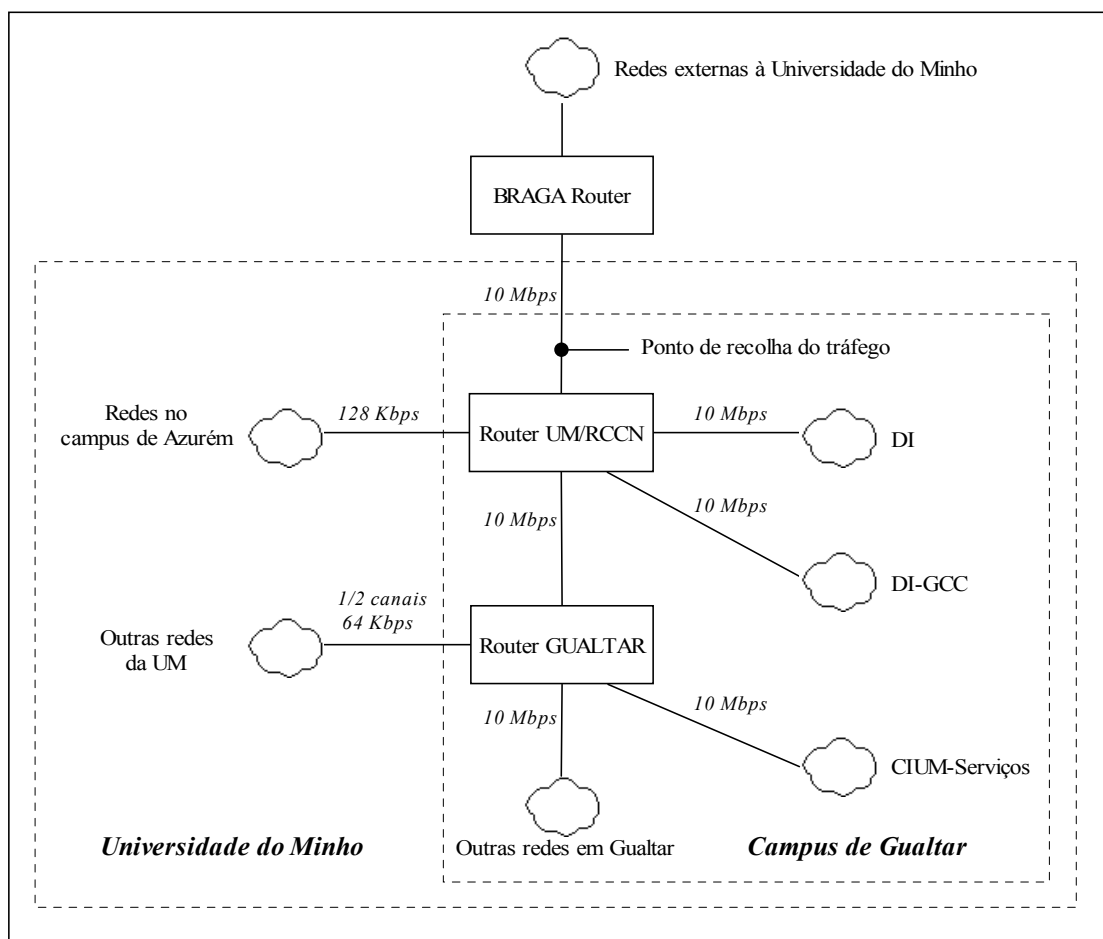 Redes externas à Universidade do Minho
BRAGA Router
10 Mbps
Ponto de recolha do tráfego
Redes no
campus de Azurém
128 Kbps
Router UM/RCCN
10 Mbps
DI
10 Mbps
10 Mbps
DI-GCC
1/2 canais
64 Kbps
Outras redes
da UM
Router GUALTAR
10 Mbps
10 Mbps
CIUM-Serviços
Universidade do Minho
Outras redes em Gualtar
Campus de Gualtar